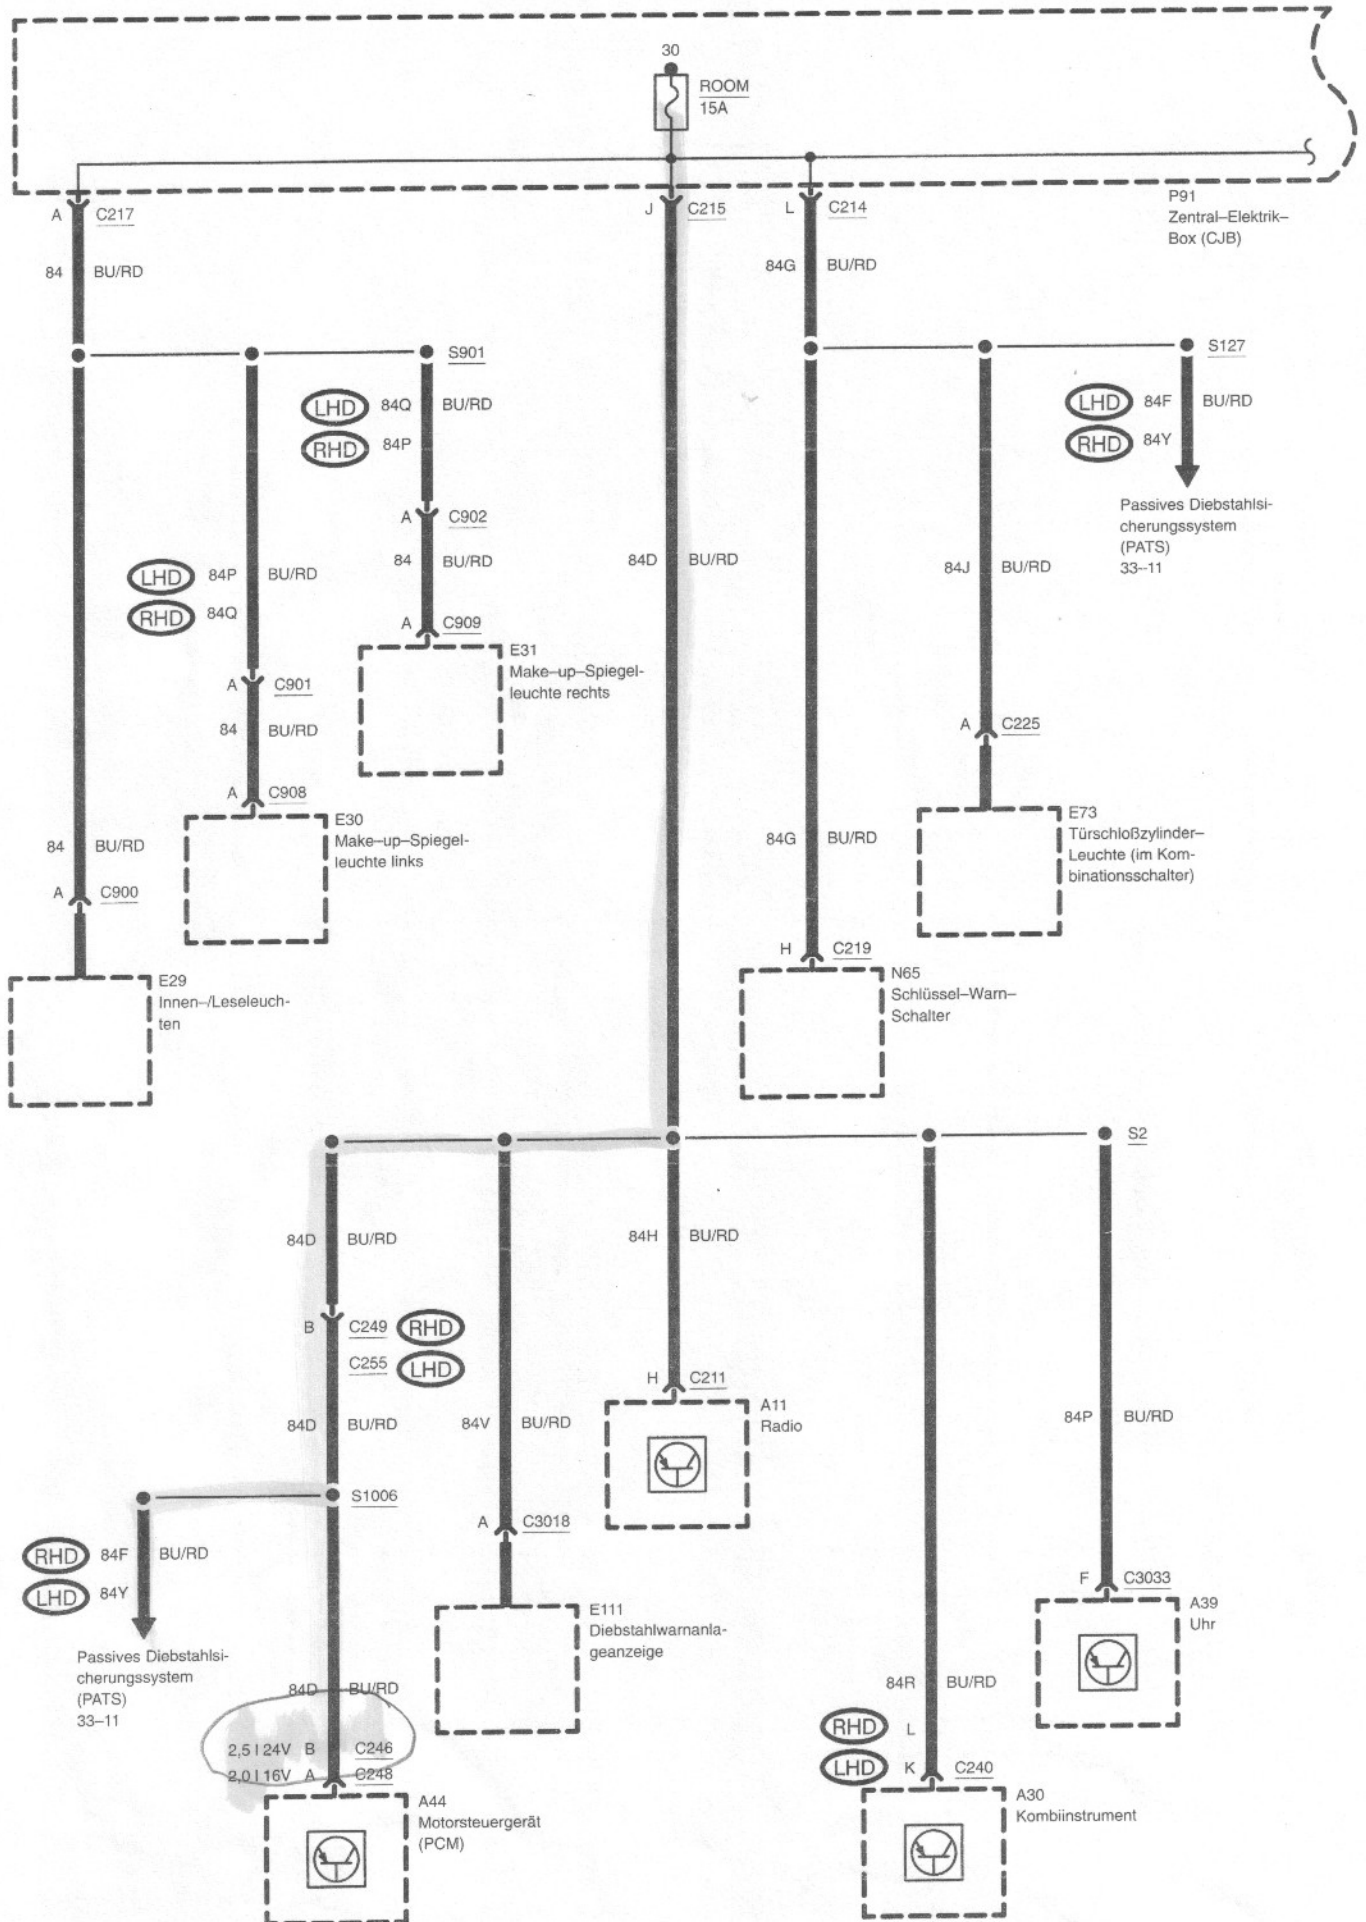 30
ROOM
15A
P91
Zentral–Elektrik–
Box (CJB)
A C217
J C215
L C214
84 BU/RD
84G BU/RD
S901
S127
LHD 84Q BU/RD
RHD 84P
LHD 84F BU/RD
RHD 84Y
A C902
Passives Diebstahlsi-
cherungssystem
(PATS)
33--11
84 BU/RD
84D BU/RD
84J BU/RD
LHD 84P BU/RD
RHD 84Q
A C909
E31
Make–up–Spiegel-
leuchte rechts
A C901
84 BU/RD
A C225
A C908
E30
Make–up–Spiegel-
leuchte links
E73
Türschloßzylinder–
Leuchte (im Kom-
binationsschalter)
84 BU/RD
84G BU/RD
A C900
H C219
E29
Innen–/Leseleuch-
ten
N65
Schlüssel–Warn–
Schalter
S2
84D BU/RD
84H BU/RD
B C249 RHD
C255 LHD
H C211
A11
Radio
84D BU/RD
84V BU/RD
84P BU/RD
S1006
A C3018
RHD 84F BU/RD
LHD 84Y
F C3033
E111
Diebstahlwarnanla-
geanzeige
A39
Uhr
Passives Diebstahlsi-
cherungssystem
(PATS)
33–11
84D BU/RD
84R BU/RD
RHD L
LHD K C240
2,5 l 24V B C246
2,0 l 16V A C248
A44
Motorsteuergerät
(PCM)
A30
Kombiinstrument